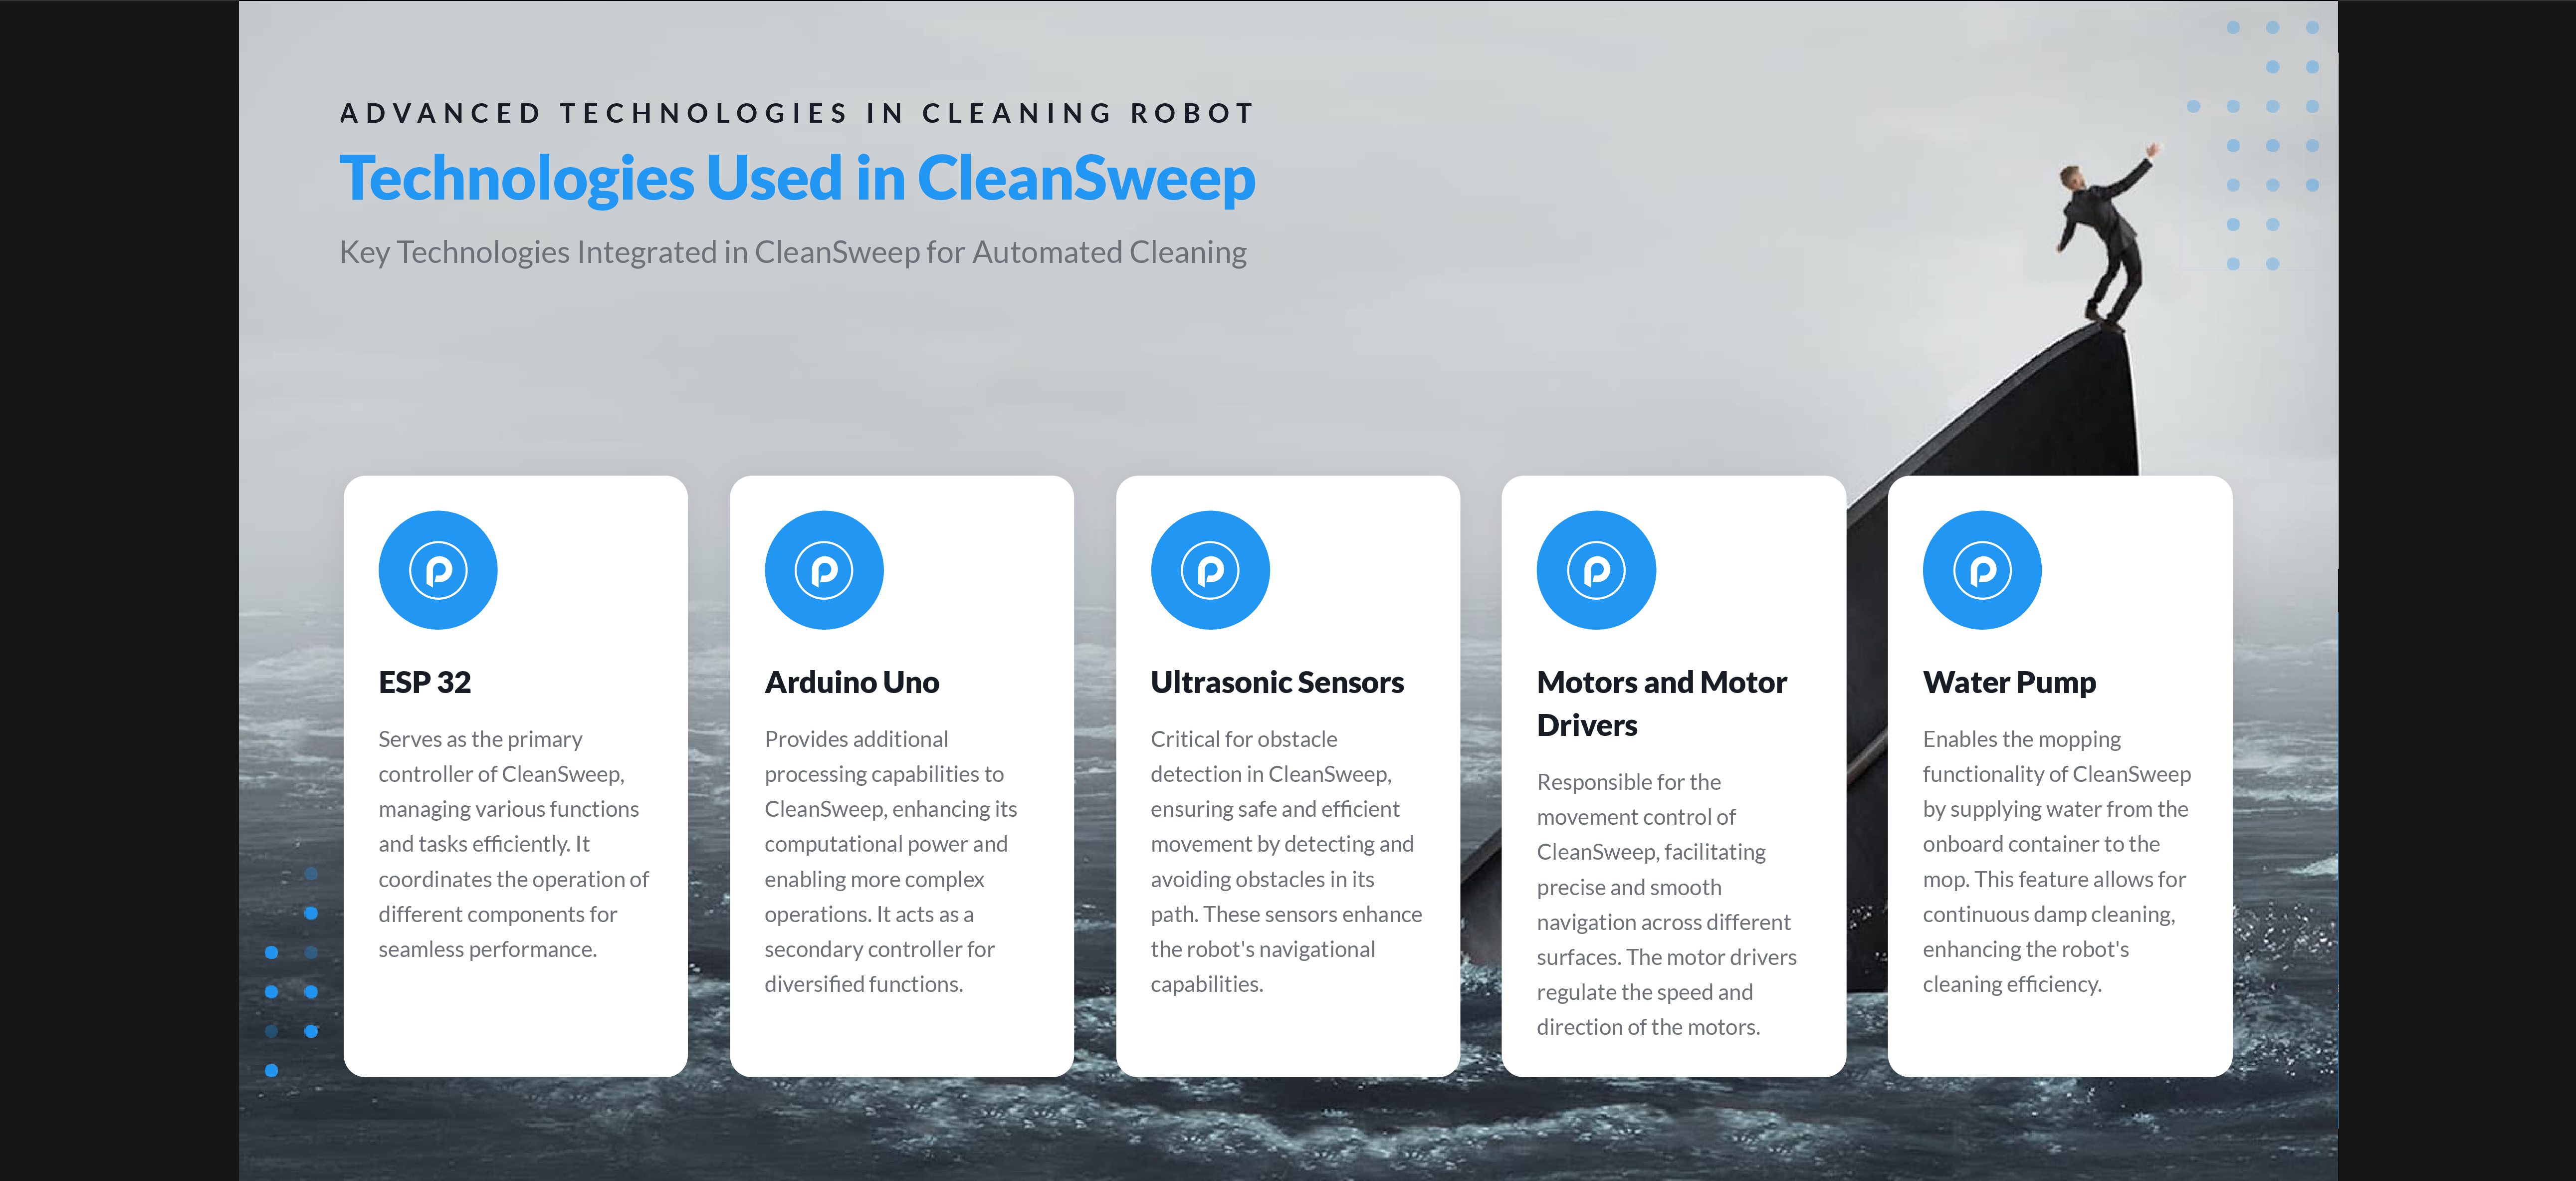 ADVANCED TECHNOLOGIES IN CLEANING ROBOT
Technologies Used in CleanSweep
Key Technologies Integrated in CleanSweep for Automated Cleaning
ESP 32
Serves as the primary
controller of CleanSweep,
managing various functions
and tasks efficiently. It
coordinates the operation of
different components for
seamless performance.
Arduino Uno
Provides additional
processing capabilities to
CleanSweep, enhancing its
computational power and
enabling more complex
operations. It acts as a
secondary controller for
diversified functions.
Ultrasonic Sensors
Critical for obstacle
detection in CleanSweep,
ensuring safe and efficient
movement by detecting and
avoiding obstacles in its
path. These sensors enhance
the robot's navigational
capabilities.
Motors and Motor
Drivers
Responsible for the
movement control of
CleanSweep, facilitating
precise and smooth
navigation across different
surfaces. The motor drivers
regulate the speed and
direction of the motors.
Water Pump
Enables the mopping
functionality of CleanSweep
by supplying water from the
onboard container to the
mop. This feature allows for
continuous damp cleaning,
enhancing the robot's
cleaning efficiency.